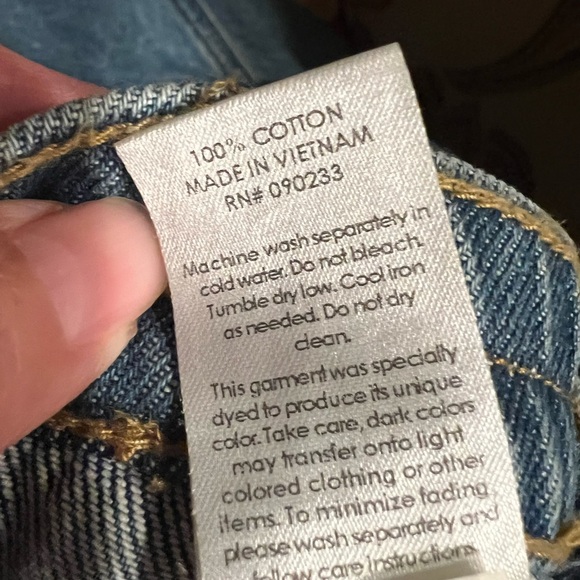 100% COTTON
MADE IN VIETNAM
RN# 090233
Machine wash separately in
cold water. Do not bleach.
Tumble dry low. Cool iron
as needed. Do not dry
clean.
This garment was specially
dyed to produce its unique
color. Take care, dark colors
may transfer onto light
colored clothing or other
items. To minimize fading
please wash separately and
follow care instructions